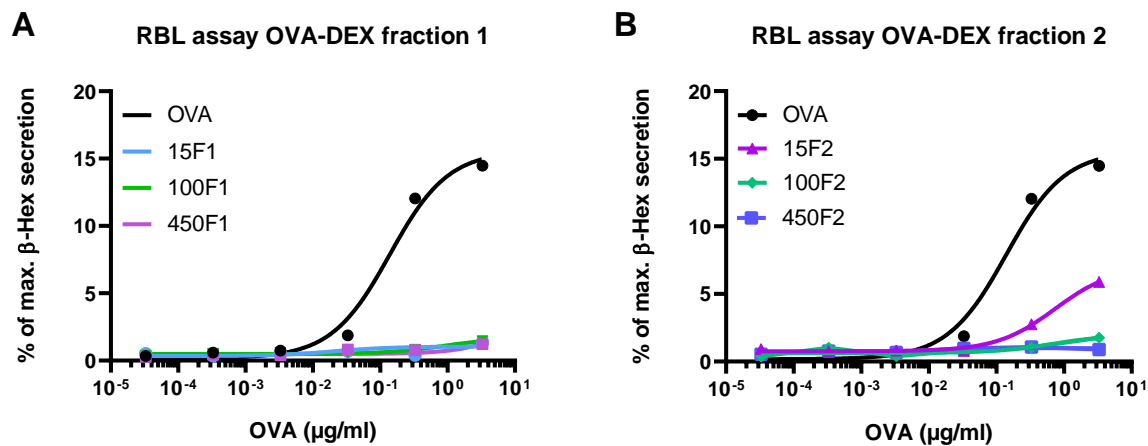 A
RBL assay OVA-DEX fraction 1
% of max. β-Hex secretion
20
15
10
5
0
OVA
15F1
100F1
450F1
10⁻⁵ 10⁻⁴ 10⁻³ 10⁻² 10⁻¹ 10⁰ 10¹
OVA (µg/ml)
B
RBL assay OVA-DEX fraction 2
% of max. β-Hex secretion
20
15
10
5
0
OVA
15F2
100F2
450F2
10⁻⁵ 10⁻⁴ 10⁻³ 10⁻² 10⁻¹ 10⁰ 10¹
OVA (µg/ml)